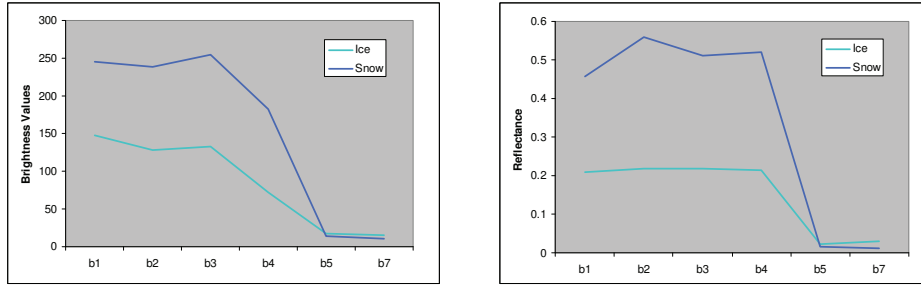 300
250
200
150
100
50
0
Brightness Values
Ice
Snow
b1 b2 b3 b4 b5 b7
0.6
0.5
0.4
0.3
0.2
0.1
0
Reflectance
Ice
Snow
b1 b2 b3 b4 b5 b7